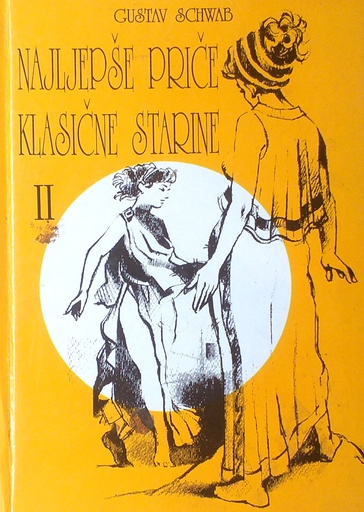 GUSTAV SCHWAB
NAJLJEPŠE PRIČE
KLASIČNE STARINE
II